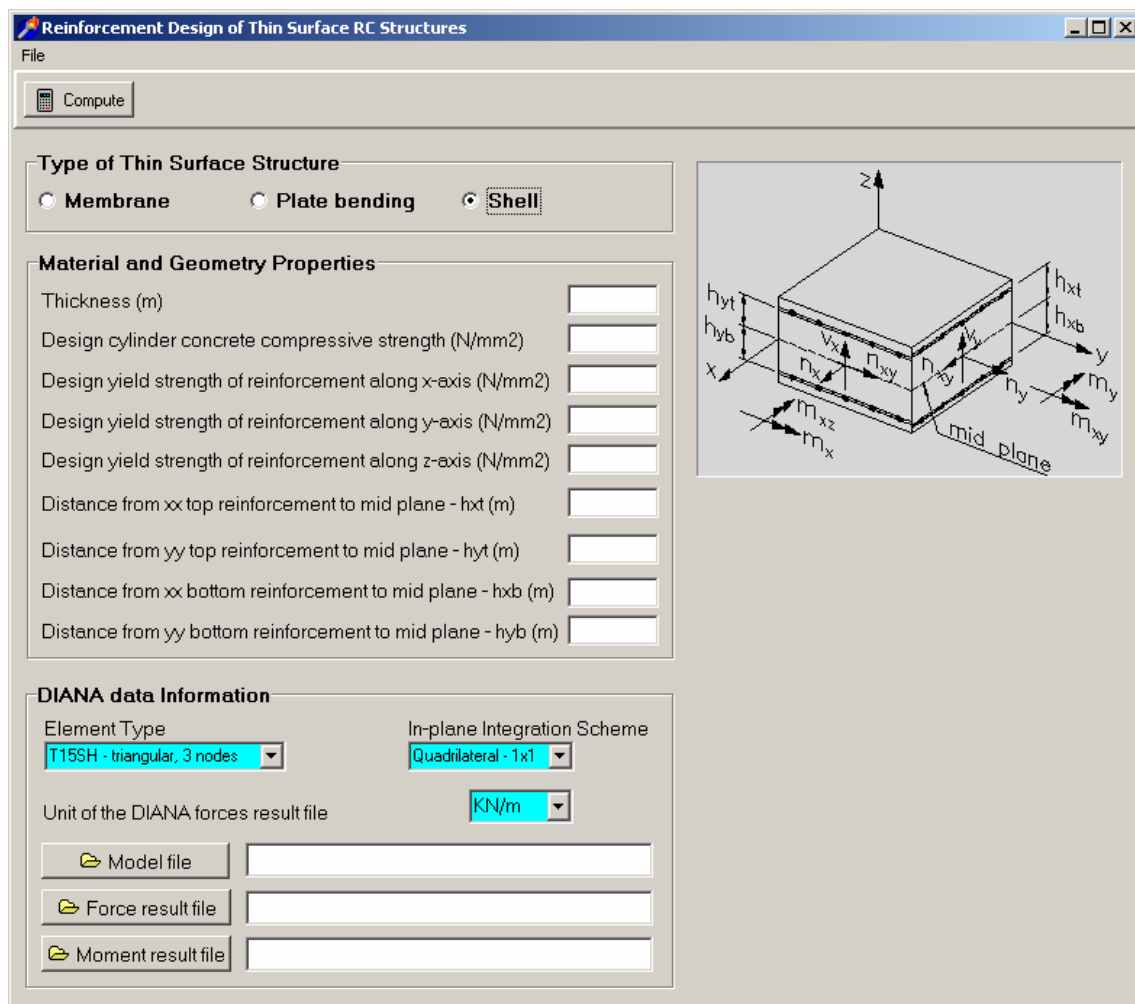 Reinforcement Design of Thin Surface RC Structures
File
Compute
Type of Thin Surface Structure
Membrane Plate bending Shell
Material and Geometry Properties
Thickness (m)
Design cylinder concrete compressive strength (N/mm2)
Design yield strength of reinforcement along x-axis (N/mm2)
Design yield strength of reinforcement along y-axis (N/mm2)
Design yield strength of reinforcement along z-axis (N/mm2)
Distance from xx top reinforcement to mid plane - hxt (m)
Distance from yy top reinforcement to mid plane - hyt (m)
Distance from xx bottom reinforcement to mid plane - hxb (m)
Distance from yy bottom reinforcement to mid plane - hyb (m)
z
hyt
hyb
x
hxt
hxb
y
vx
vy
nx
nxy
nxy
ny
my
mxy
mxz
mx
mid plane
DIANA data Information
Element Type In-plane Integration Scheme
T15SH - triangular, 3 nodes Quadrilateral - 1x1
Unit of the DIANA forces result file KN/m
Model file
Force result file
Moment result file